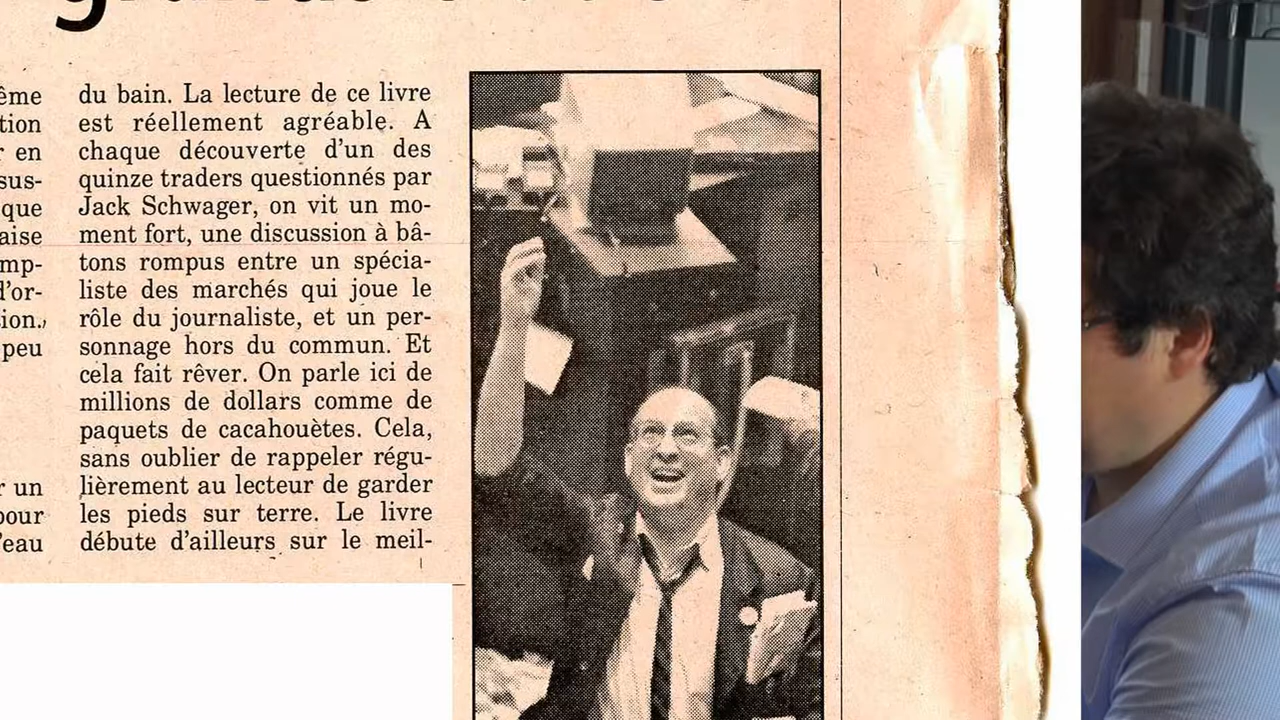 ême
tion
r en
sus-
que
aise
mp-
d'or-
tion.
peu
r un
pour
'eau
du bain. La lecture de ce livre
est réellement agréable. A
chaque découverte d'un des
quinze traders questionnés par
Jack Schwager, on vit un mo-
ment fort, une discussion à bâ-
tons rompus entre un spécia-
liste des marchés qui joue le
rôle du journaliste, et un per-
sonnage hors du commun. Et
cela fait rêver. On parle ici de
millions de dollars comme de
paquets de cacahouètes. Cela,
sans oublier de rappeler régu-
lièrement au lecteur de garder
les pieds sur terre. Le livre
débute d'ailleurs sur le meil-